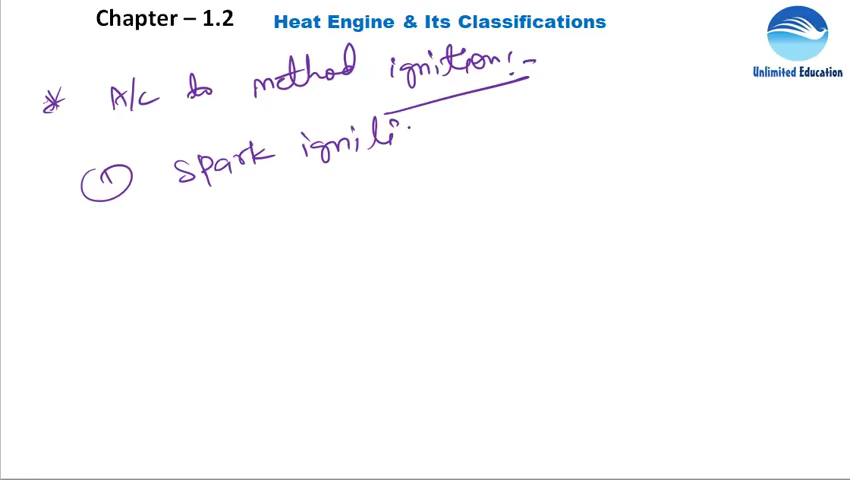 Chapter – 1.2 Heat Engine & Its Classifications
Unlimited Education
* A/c to method ignition:-
① Spark igniti